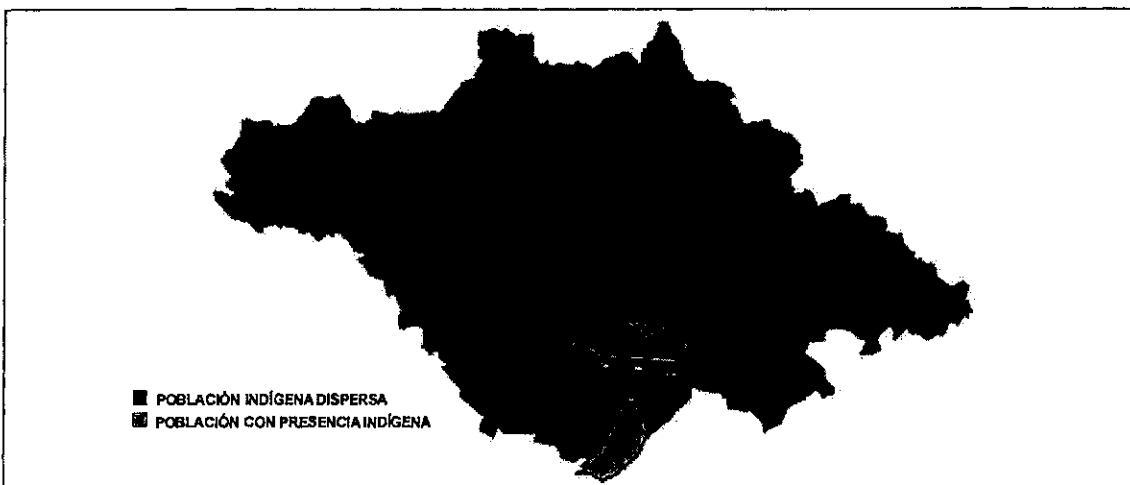 POBLACIÓN INDÍGENA DISPERSA
POBLACIÓN CON PRESENCIA INDÍGENA